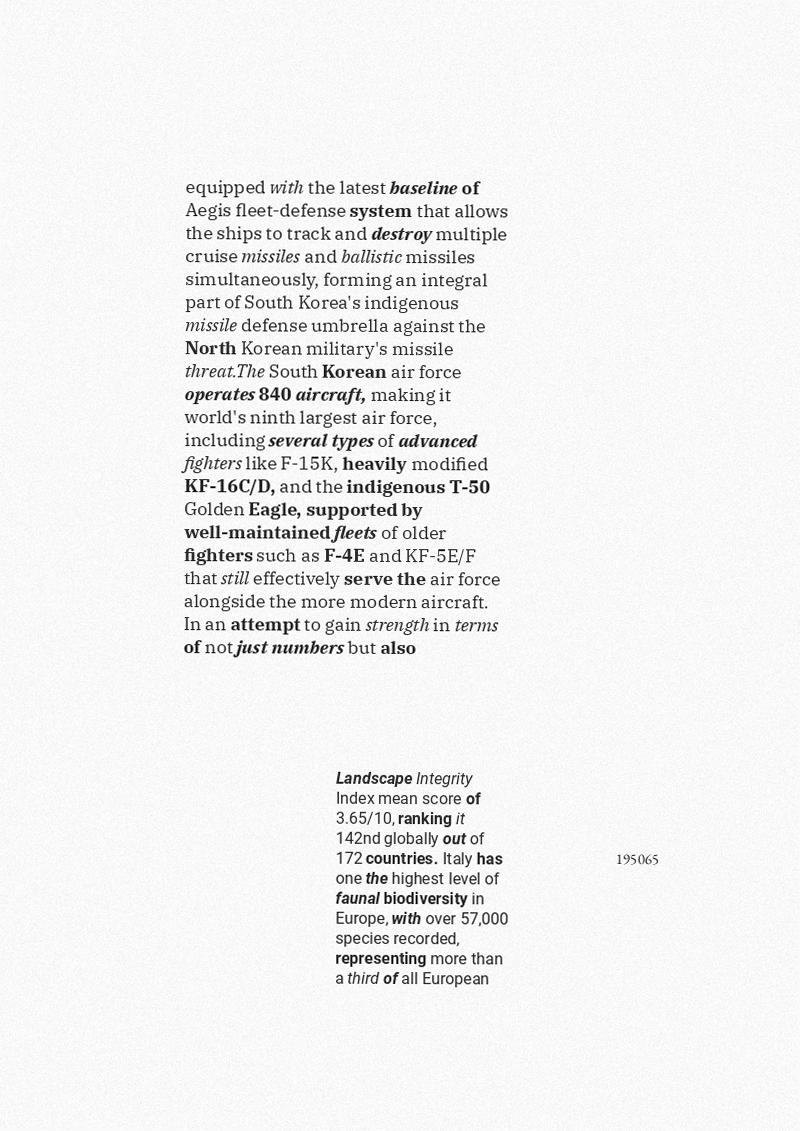 equipped with the latest baseline of
Aegis fleet-defense system that allows
the ships to track and destroy multiple
cruise missiles and ballistic missiles
simultaneously, forming an integral
part of South Korea's indigenous
missile defense umbrella against the
North Korean military's missile
threat.The South Korean air force
operates 840 aircraft, making it
world's ninth largest air force,
including several types of advanced
fighters like F-15K, heavily modified
KF-16C/D, and the indigenous T-50
Golden Eagle, supported by
well-maintained fleets of older
fighters such as F-4E and KF-5E/F
that still effectively serve the air force
alongside the more modern aircraft.
In an attempt to gain strength in terms
of not just numbers but also
Landscape Integrity
Index mean score of
3.65/10, ranking it
142nd globally out of
172 countries. Italy has
one the highest level of
faunal biodiversity in
Europe, with over 57,000
species recorded,
representing more than
a third of all European
195065